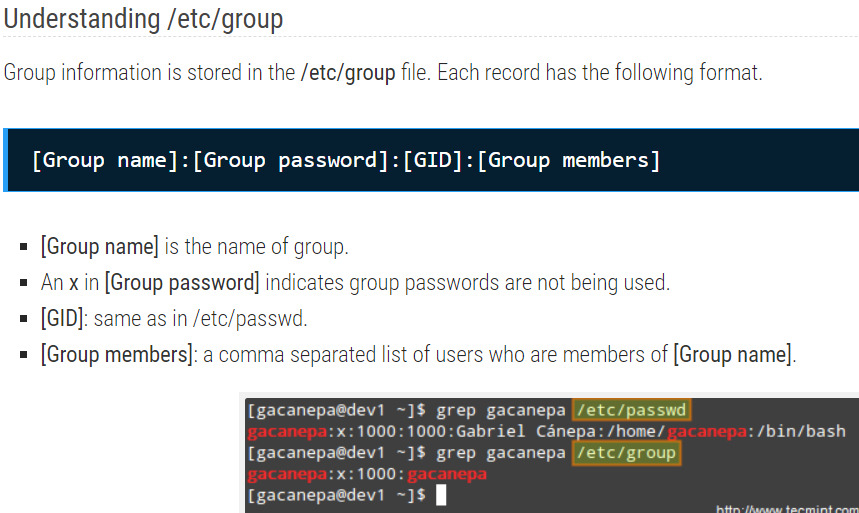 Understanding /etc/group
Group information is stored in the /etc/group file. Each record has the following format.
[Group name]:[Group password]:[GID]:[Group members]
▪ [Group name] is the name of group.
▪ An x in [Group password] indicates group passwords are not being used.
▪ [GID]: same as in /etc/passwd.
▪ [Group members]: a comma separated list of users who are members of [Group name].
[gacanepa@dev1 ~]$ grep gacanepa /etc/passwd
gacanepa:x:1000:1000:Gabriel Cánepa:/home/gacanepa:/bin/bash
[gacanepa@dev1 ~]$ grep gacanepa /etc/group
gacanepa:x:1000:gacanepa
[gacanepa@dev1 ~]$
http://www.tecmint.com